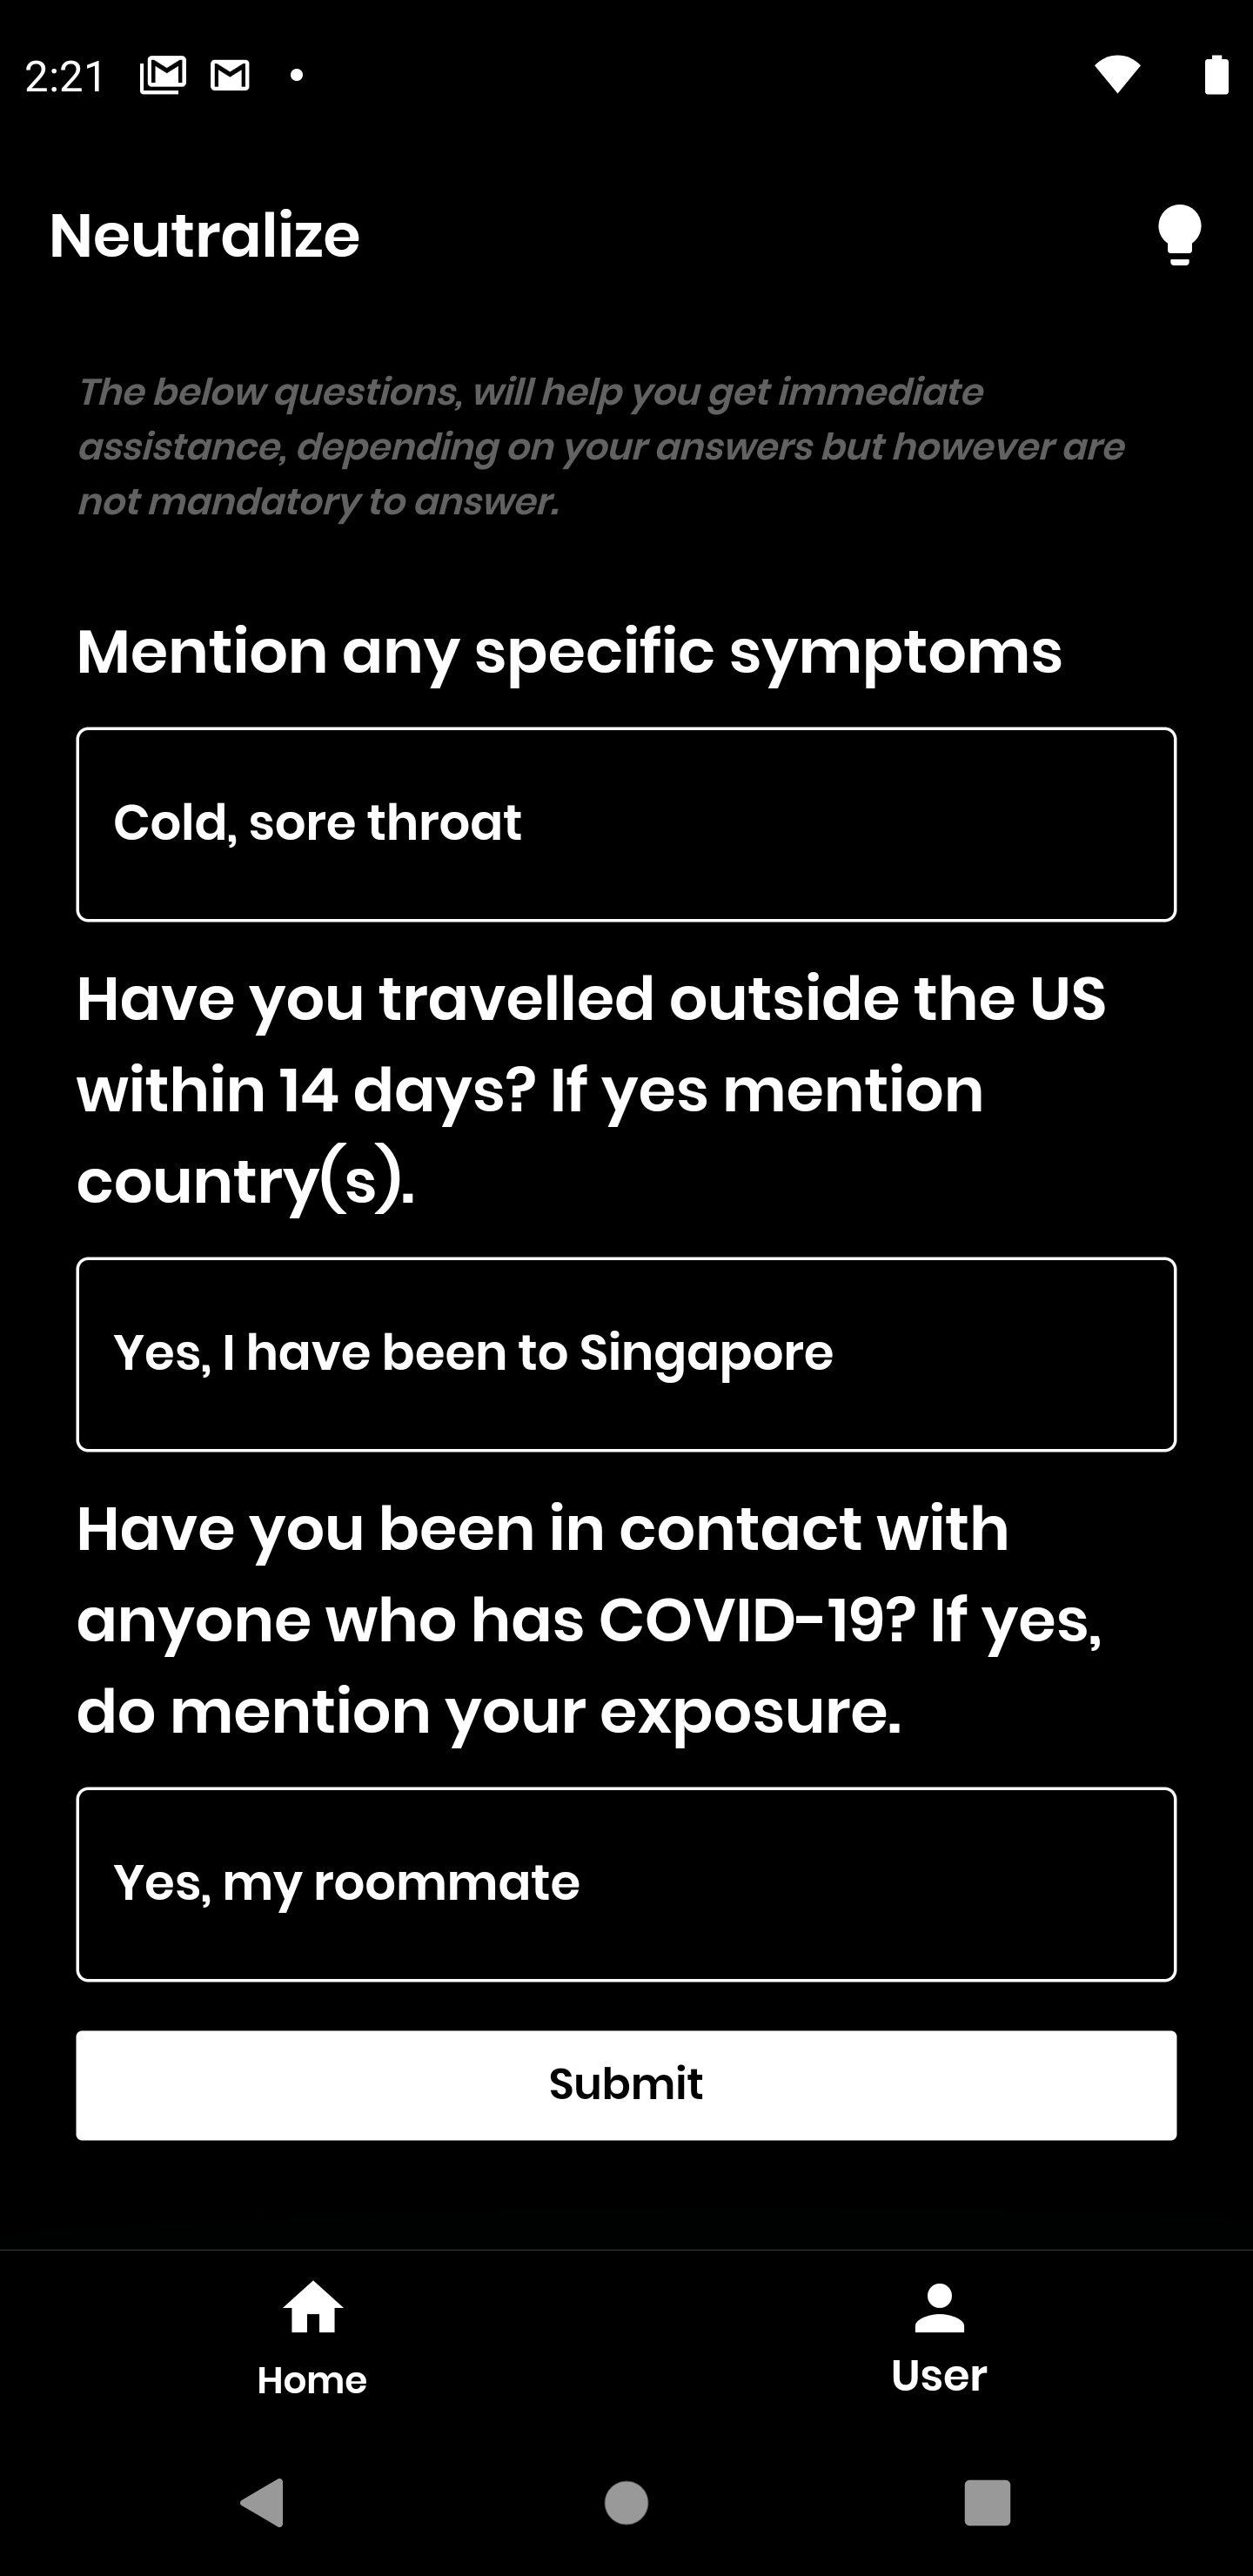 2:21
Neutralize
The below questions, will help you get immediate
assistance, depending on your answers but however are
not mandatory to answer.
Mention any specific symptoms
Cold, sore throat
Have you travelled outside the US
within 14 days? If yes mention
country(s).
Yes, I have been to Singapore
Have you been in contact with
anyone who has COVID-19? If yes,
do mention your exposure.
Yes, my roommate
Submit
Home
User